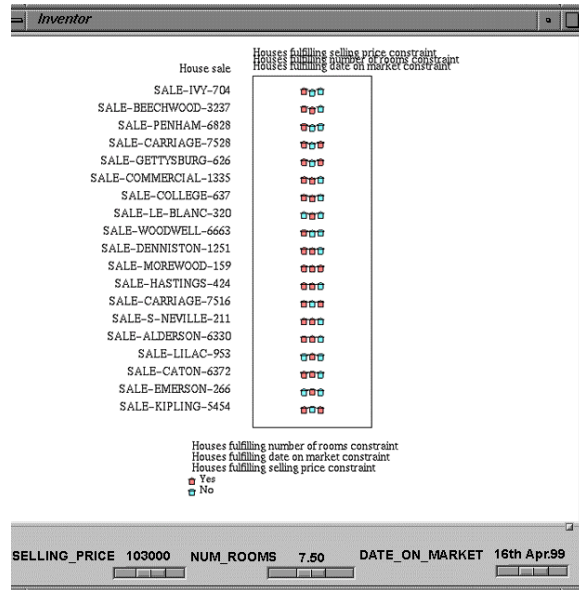 Inventor
Houses fulfilling selling price constraint
Houses fulfilling number of rooms constraint
Houses fulfilling date on market constraint
House sale
SALE-IVY-704
SALE-BEECHWOOD-3237
SALE-PENHAM-6828
SALE-CARRIAGE-7528
SALE-GETTYSBURG-626
SALE-COMMERCIAL-1335
SALE-COLLEGE-637
SALE-LE-BLANC-320
SALE-WOODWELL-6663
SALE-DENNISTON-1251
SALE-MOREWOOD-159
SALE-HASTINGS-424
SALE-CARRIAGE-7516
SALE-S-NEVILLE-211
SALE-ALDERSON-6330
SALE-LILAC-953
SALE-CATON-6372
SALE-EMERSON-266
SALE-KIPLING-5454
Houses fulfilling number of rooms constraint
Houses fulfilling date on market constraint
Houses fulfilling selling price constraint
Yes
No
SELLING_PRICE 103000 NUM_ROOMS 7.50 DATE_ON_MARKET 16th Apr.99